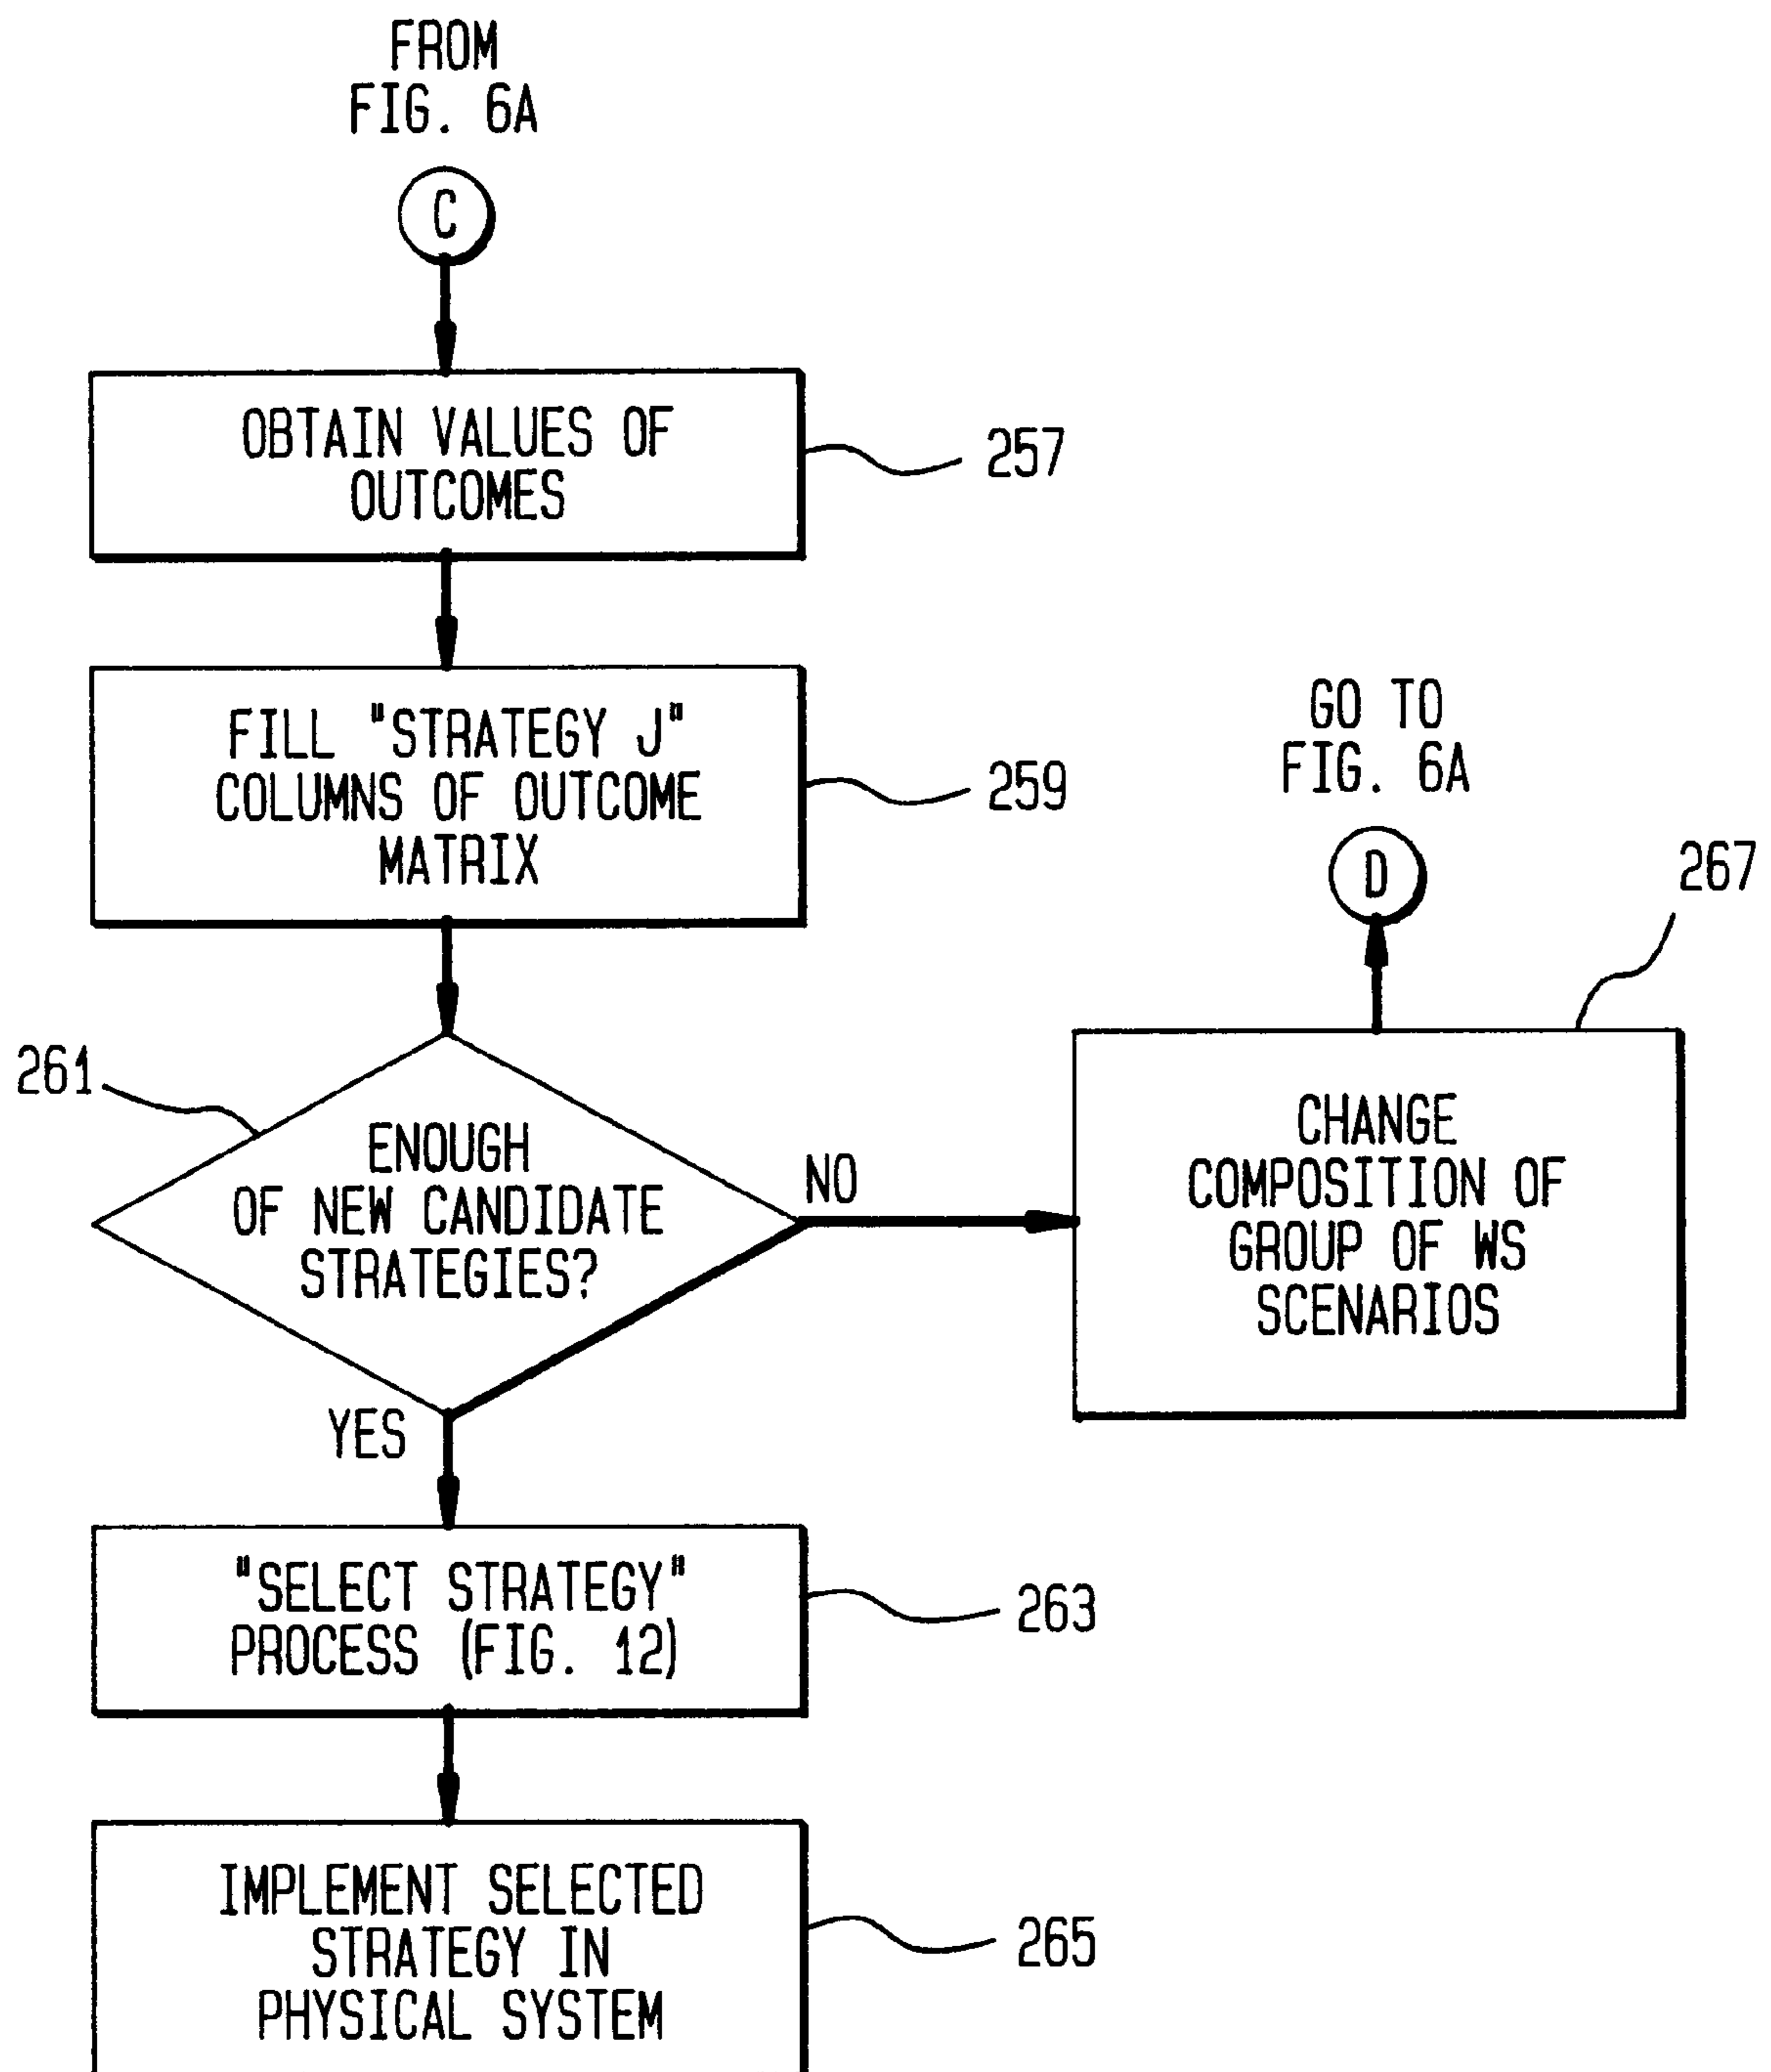 FROM
FIG. 6A
C
OBTAIN VALUES OF
OUTCOMES
257
FILL "STRATEGY J"
COLUMNS OF OUTCOME
MATRIX
259
GO TO
FIG. 6A
D
267
261
ENOUGH
OF NEW CANDIDATE
STRATEGIES?
NO
YES
CHANGE
COMPOSITION OF
GROUP OF WS
SCENARIOS
"SELECT STRATEGY"
PROCESS (FIG. 12)
263
IMPLEMENT SELECTED
STRATEGY IN
PHYSICAL SYSTEM
265